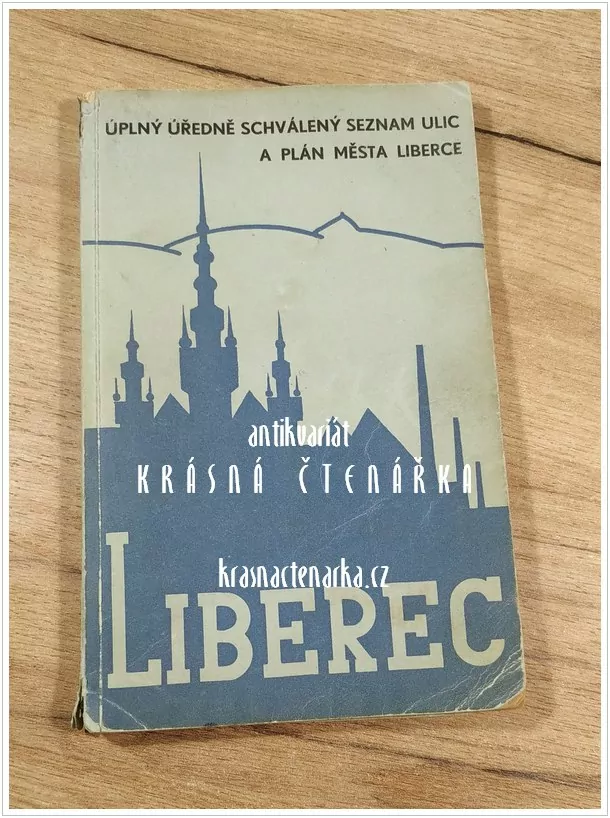 ÚPLNÝ ÚŘEDNĚ SCHVÁLENÝ SEZNAM ULIC
A PLÁN MĚSTA LIBERCE
antikvariát
KRÁSNÁ ČTENÁŘKA
krasnactenarka.cz
LIBEREC